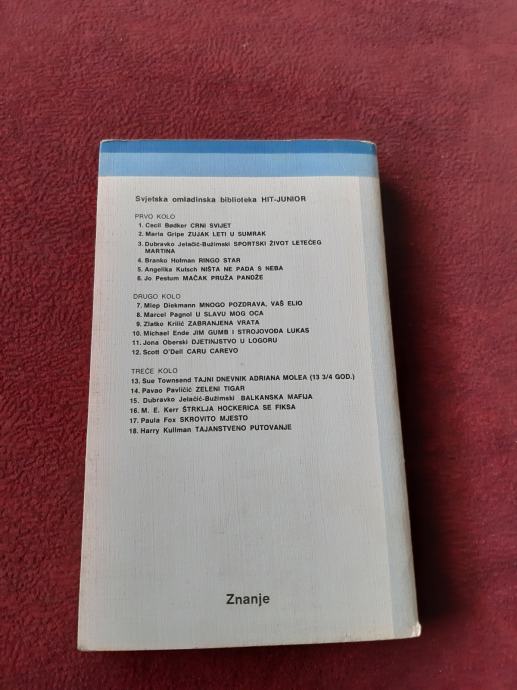 Svjetska omladinska biblioteka HIT-JUNIOR
PRVO KOLO
1. Cecil Bødker CRNI SVIJET
2. Maria Gripe ZUJAK LETI U SUMRAK
3. Dubravko Jelačić-Bužimski SPORTSKI ŽIVOT LETEĆEG
MARTINA
4. Branko Hofman RINGO STAR
5. Angelika Kutsch NIŠTA NE PADA S NEBA
6. Jo Pestum MAČAK PRUŽA PANDŽE
DRUGO KOLO
7. Miep Diekmann MNOGO POZDRAVA, VAŠ ELIO
8. Marcel Pagnol U SLAVU MOG OCA
9. Zlatko Krilić ZABRANJENA VRATA
10. Michael Ende JIM GUMB I STROJOVOĐA LUKAS
11. Jona Oberski DJETINJSTVO U LOGORU
12. Scott O'Dell CARU CAREVO
TREĆE KOLO
13. Sue Townsend TAJNI DNEVNIK ADRIANA MOLEA (13 3/4 GOD.)
14. Pavao Pavličić ZELENI TIGAR
15. Dubravko Jelačić-Bužimski BALKANSKA MAFIJA
16. M. E. Kerr ŠTRKLJA HOCKERICA SE FIKSA
17. Paula Fox SKROVITO MJESTO
18. Harry Kullman TAJANSTVENO PUTOVANJE
Znanje